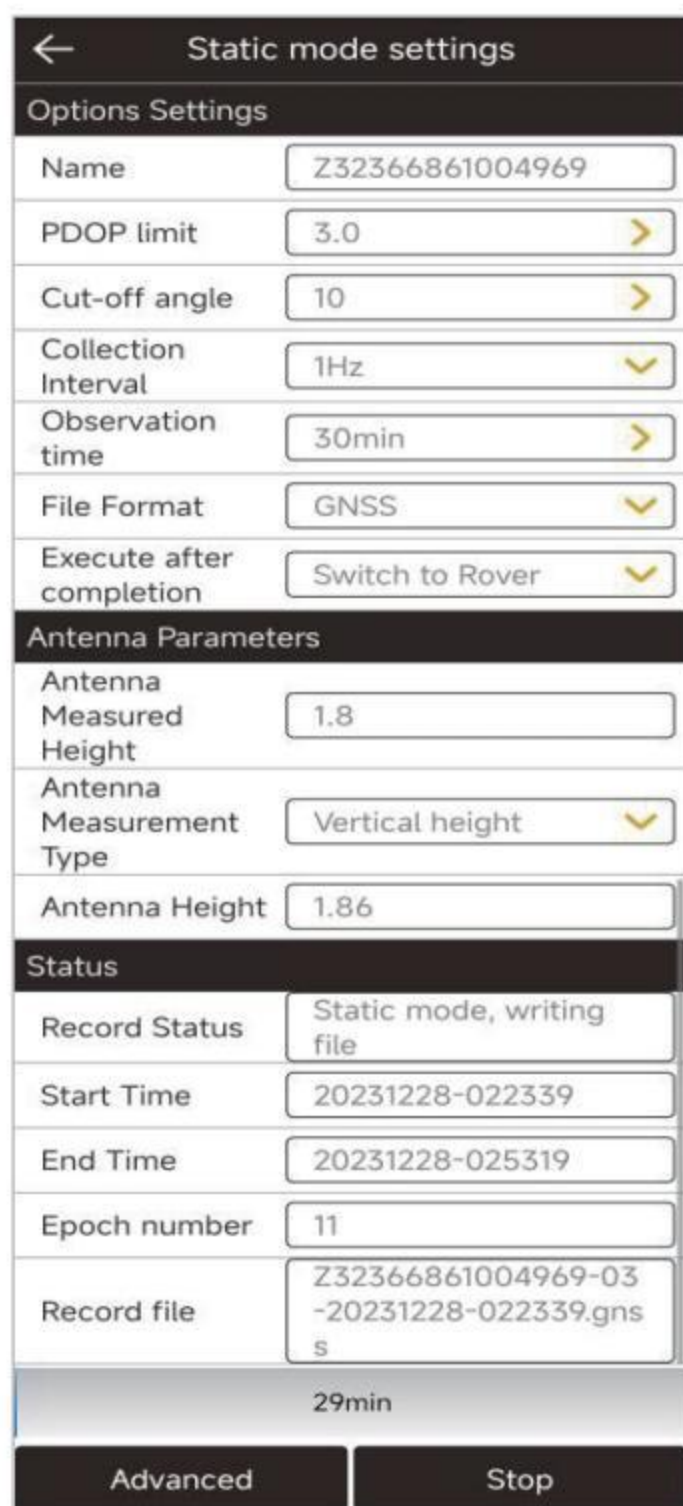 Static mode settings
Options Settings
Name Z32366861004969
PDOP limit 3.0
Cut-off angle 10
Collection
Interval
1Hz
Observation
time
30min
File Format GNSS
Execute after
completion
Switch to Rover
Antenna Parameters
Antenna
Measured
Height
1.8
Antenna
Measurement
Type
Vertical height
Antenna Height 1.86
Status
Record Status
Static mode, writing
file
Start Time 20231228-022339
End Time 20231228-025319
Epoch number 11
Record file
Z32366861004969-03
-20231228-022339.gns
s
29min
Advanced Stop